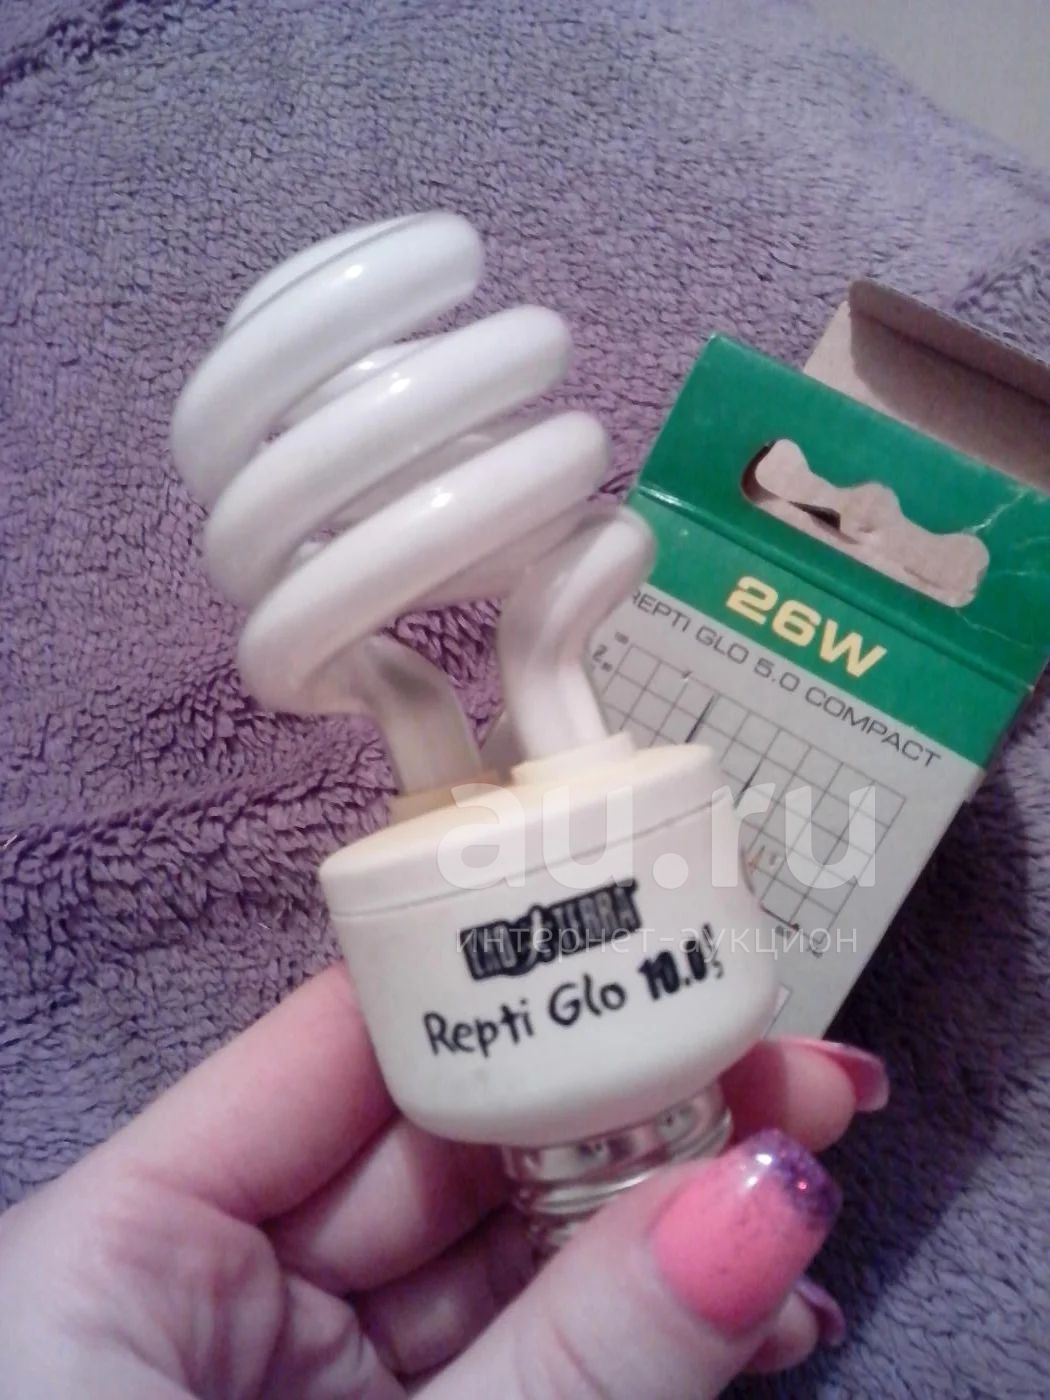 26W
REPTI GLO 5.0 COMPACT
au.ru
интернет-аукцион
EXO TERRA
Repti Glo 10.0